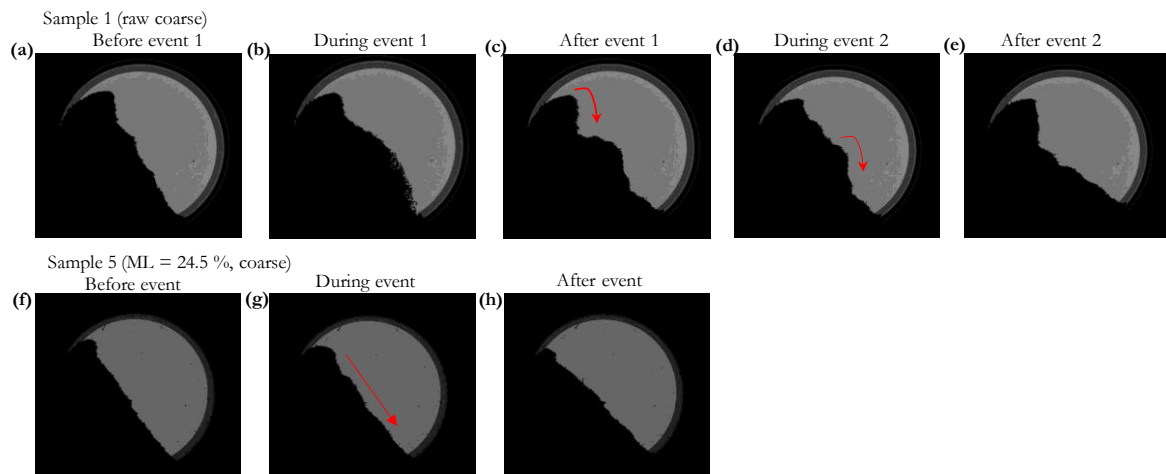 Sample 1 (raw coarse)
(a) Before event 1
(b) During event 1
(c) After event 1
(d) During event 2
(e) After event 2
Sample 5 (ML = 24.5 %, coarse)
(f) Before event
(g) During event
(h) After event